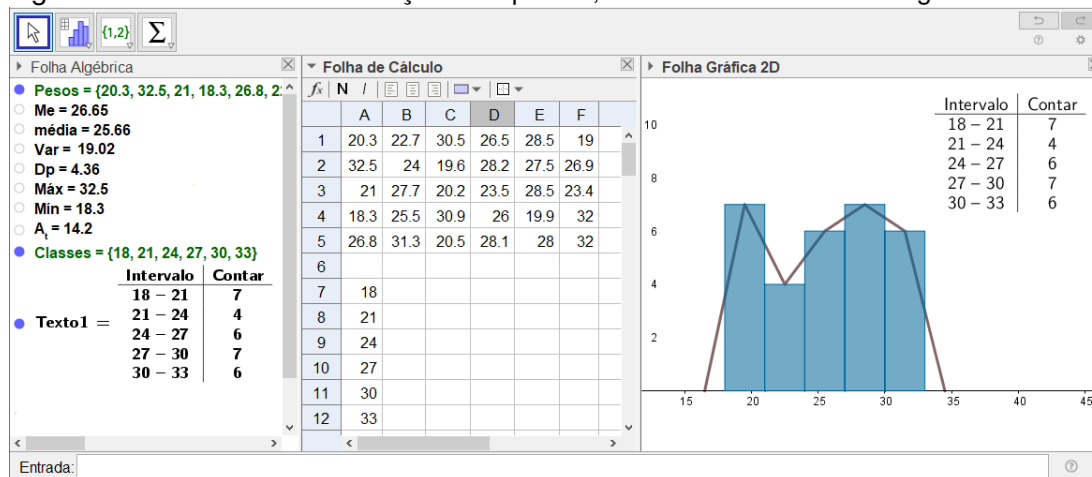 {1,2} Σ
Folha Algébrica
Pesos = {20.3, 32.5, 21, 18.3, 26.8, 2
Me = 26.65
média = 25.66
Var = 19.02
Dp = 4.36
Máx = 32.5
Mín = 18.3
At = 14.2
Classes = {18, 21, 24, 27, 30, 33}
Texto1 =
Intervalo Contar
18 – 21 7
21 – 24 4
24 – 27 6
27 – 30 7
30 – 33 6
Folha de Cálculo
fx N I
A B C D E F
1 20.3 22.7 30.5 26.5 28.5 19
2 32.5 24 19.6 28.2 27.5 26.9
3 21 27.7 20.2 23.5 28.5 23.4
4 18.3 25.5 30.9 26 19.9 32
5 26.8 31.3 20.5 28.1 28 32
6
7 18
8 21
9 24
10 27
11 30
12 33
Folha Gráfica 2D
Intervalo Contar
18 – 21 7
21 – 24 4
24 – 27 6
27 – 30 7
30 – 33 6
10
8
6
4
2
15 20 25 30 35 40 45
Entrada: